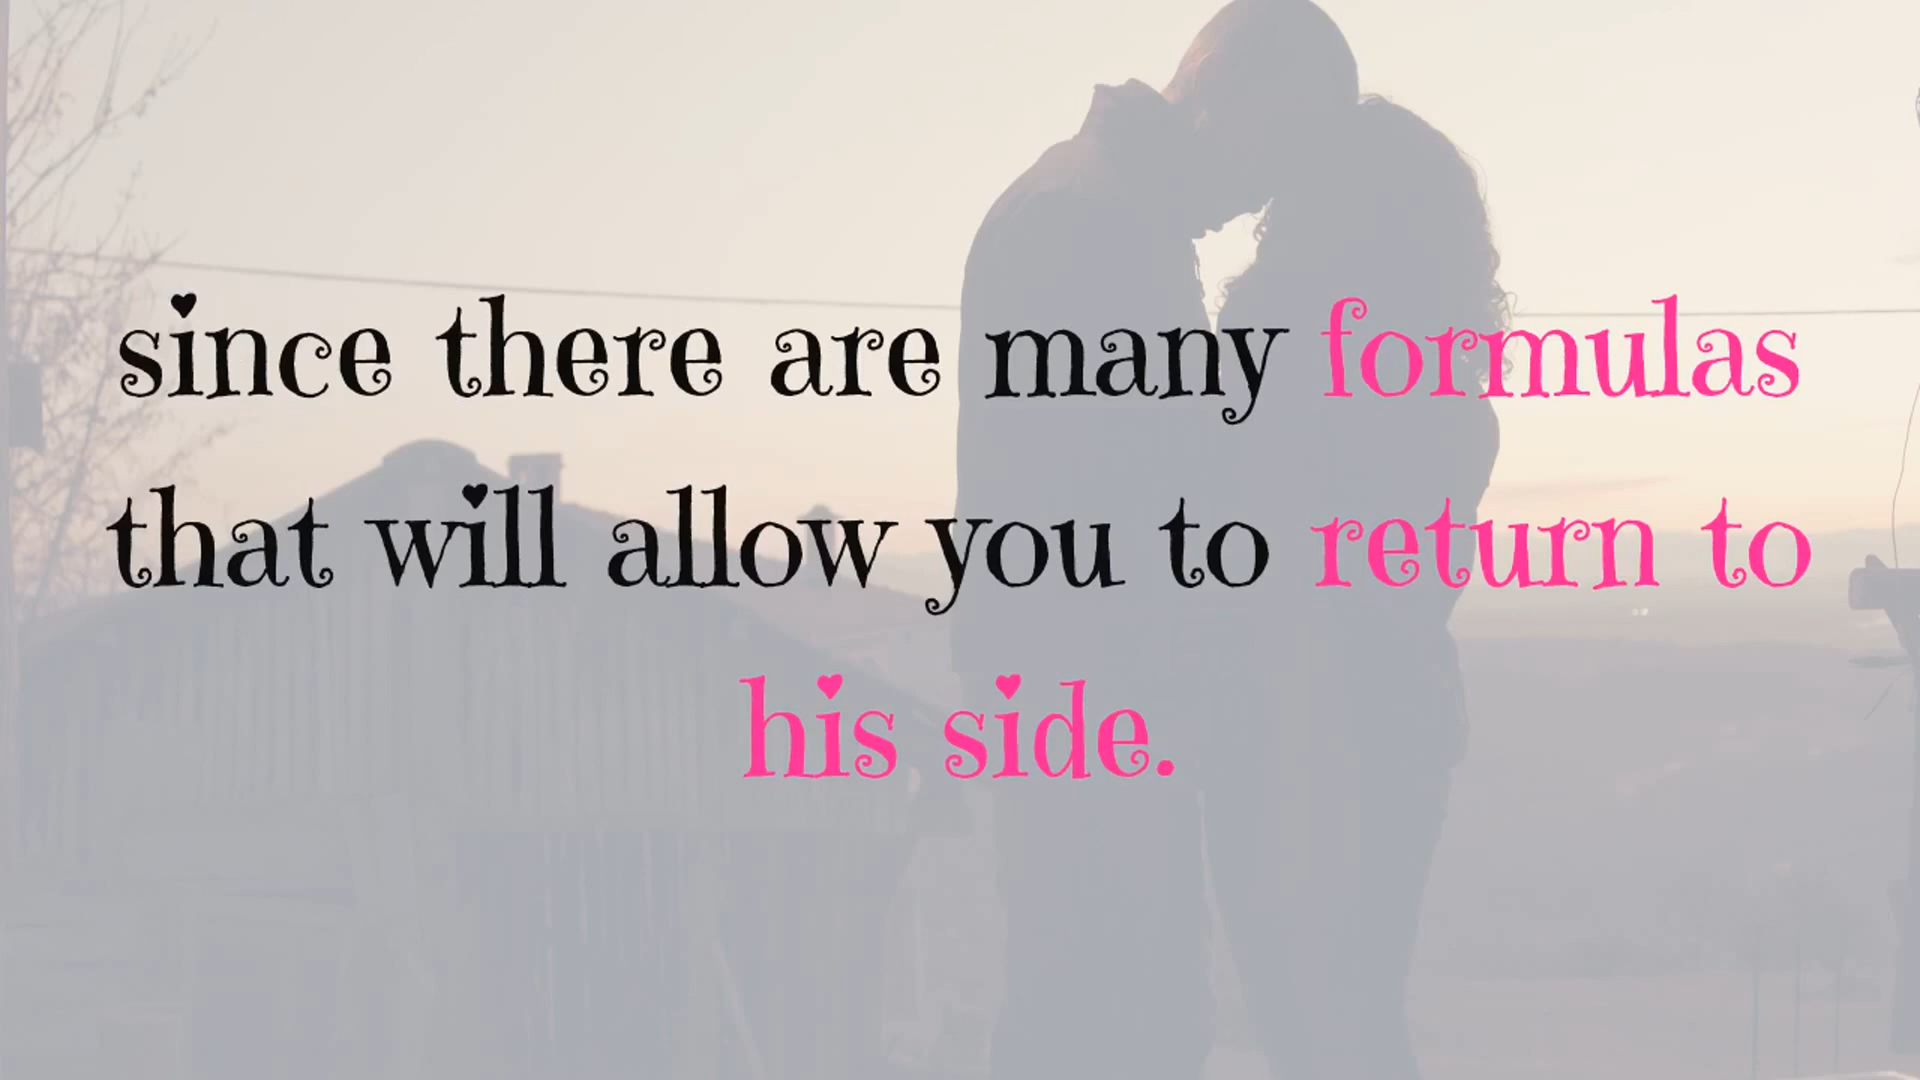 since there are many formulas
that will allow you to return to
his side.